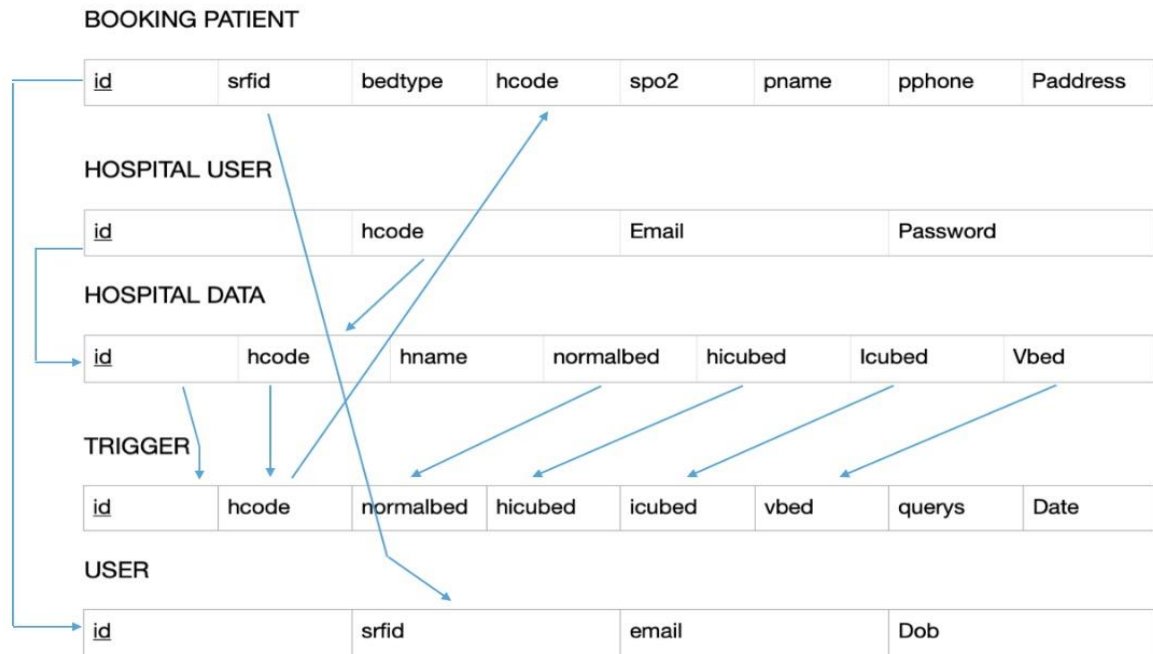 BOOKING PATIENT
id srfid bedtype hcode spo2 pname pphone Paddress
HOSPITAL USER
id hcode Email Password
HOSPITAL DATA
id hcode hname normalbed hicubed Icubed Vbed
TRIGGER
id hcode normalbed hicubed icubed vbed querys Date
USER
id srfid email Dob